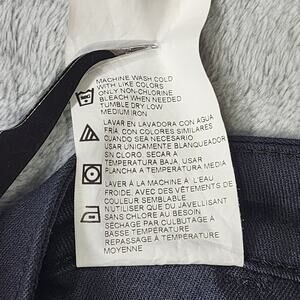 MACHINE WASH COLD
WITH LIKE COLORS
ONLY NON-CHLORINE
BLEACH WHEN NEEDED
TUMBLE DRY LOW
MEDIUM IRON
LAVAR EN LAVADORA CON AGUA
FRÍA CON COLORES SIMILARES
CUANDO SEA NECESARIO
USAR UNICAMENTE BLANQUEADOR
SIN CLORO. SECAR A
TEMPERATURA BAJA. USAR
PLANCHA A TEMPERATURA MEDIA
LAVER À LA MACHINE À L'EAU
FROIDE, AVEC DES VÊTEMENTS DE
COULEUR SEMBLABLE
N'UTILISER QUE DU JAVELLISANT
SANS CHLORE AU BESOIN
SÉCHAGE PAR CULBUTAGE À
BASSE TEMPÉRATURE
REPASSAGE À TEMPÉRATURE
MOYENNE